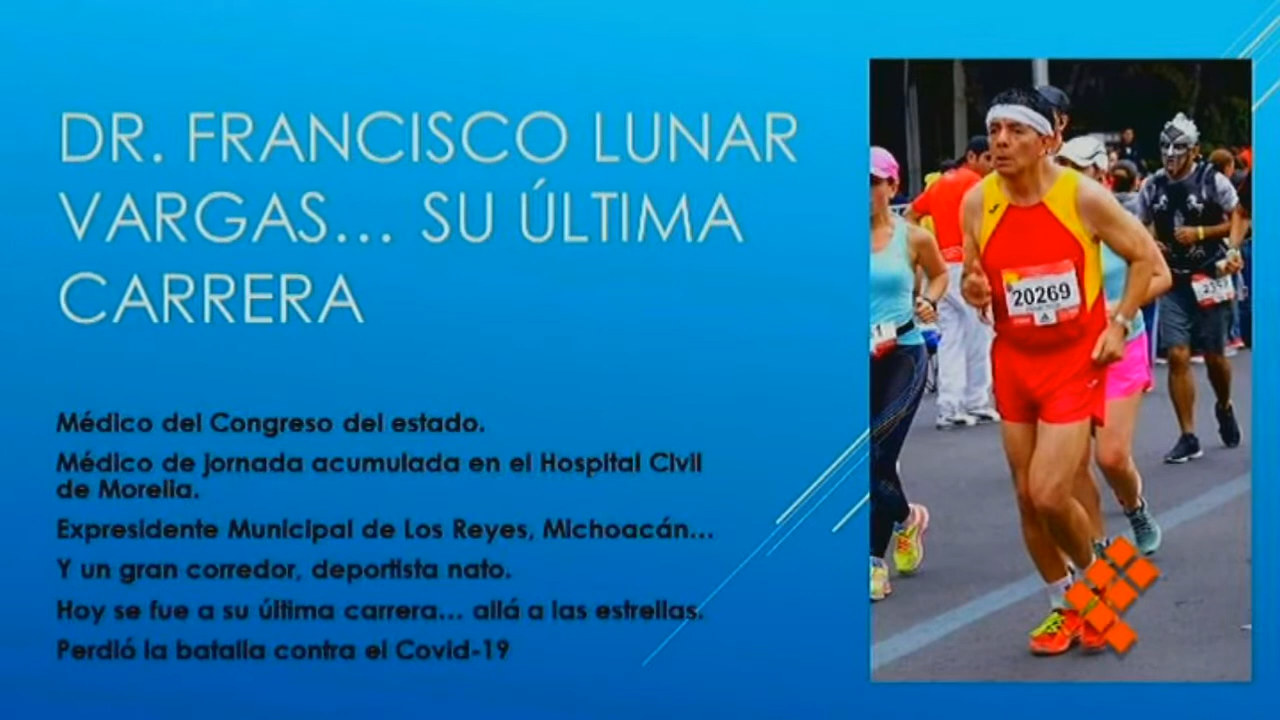 DR. FRANCISCO LUNAR
VARGAS... SU ÚLTIMA
CARRERA
Médico del Congreso del estado.
Médico de jornada acumulada en el Hospital Civil
de Morelia.
Expresidente Municipal de Los Reyes, Michoacán...
Y un gran corredor, deportista nato.
Hoy se fue a su última carrera... allá a las estrellas.
Perdió la batalla contra el Covid-19
20269